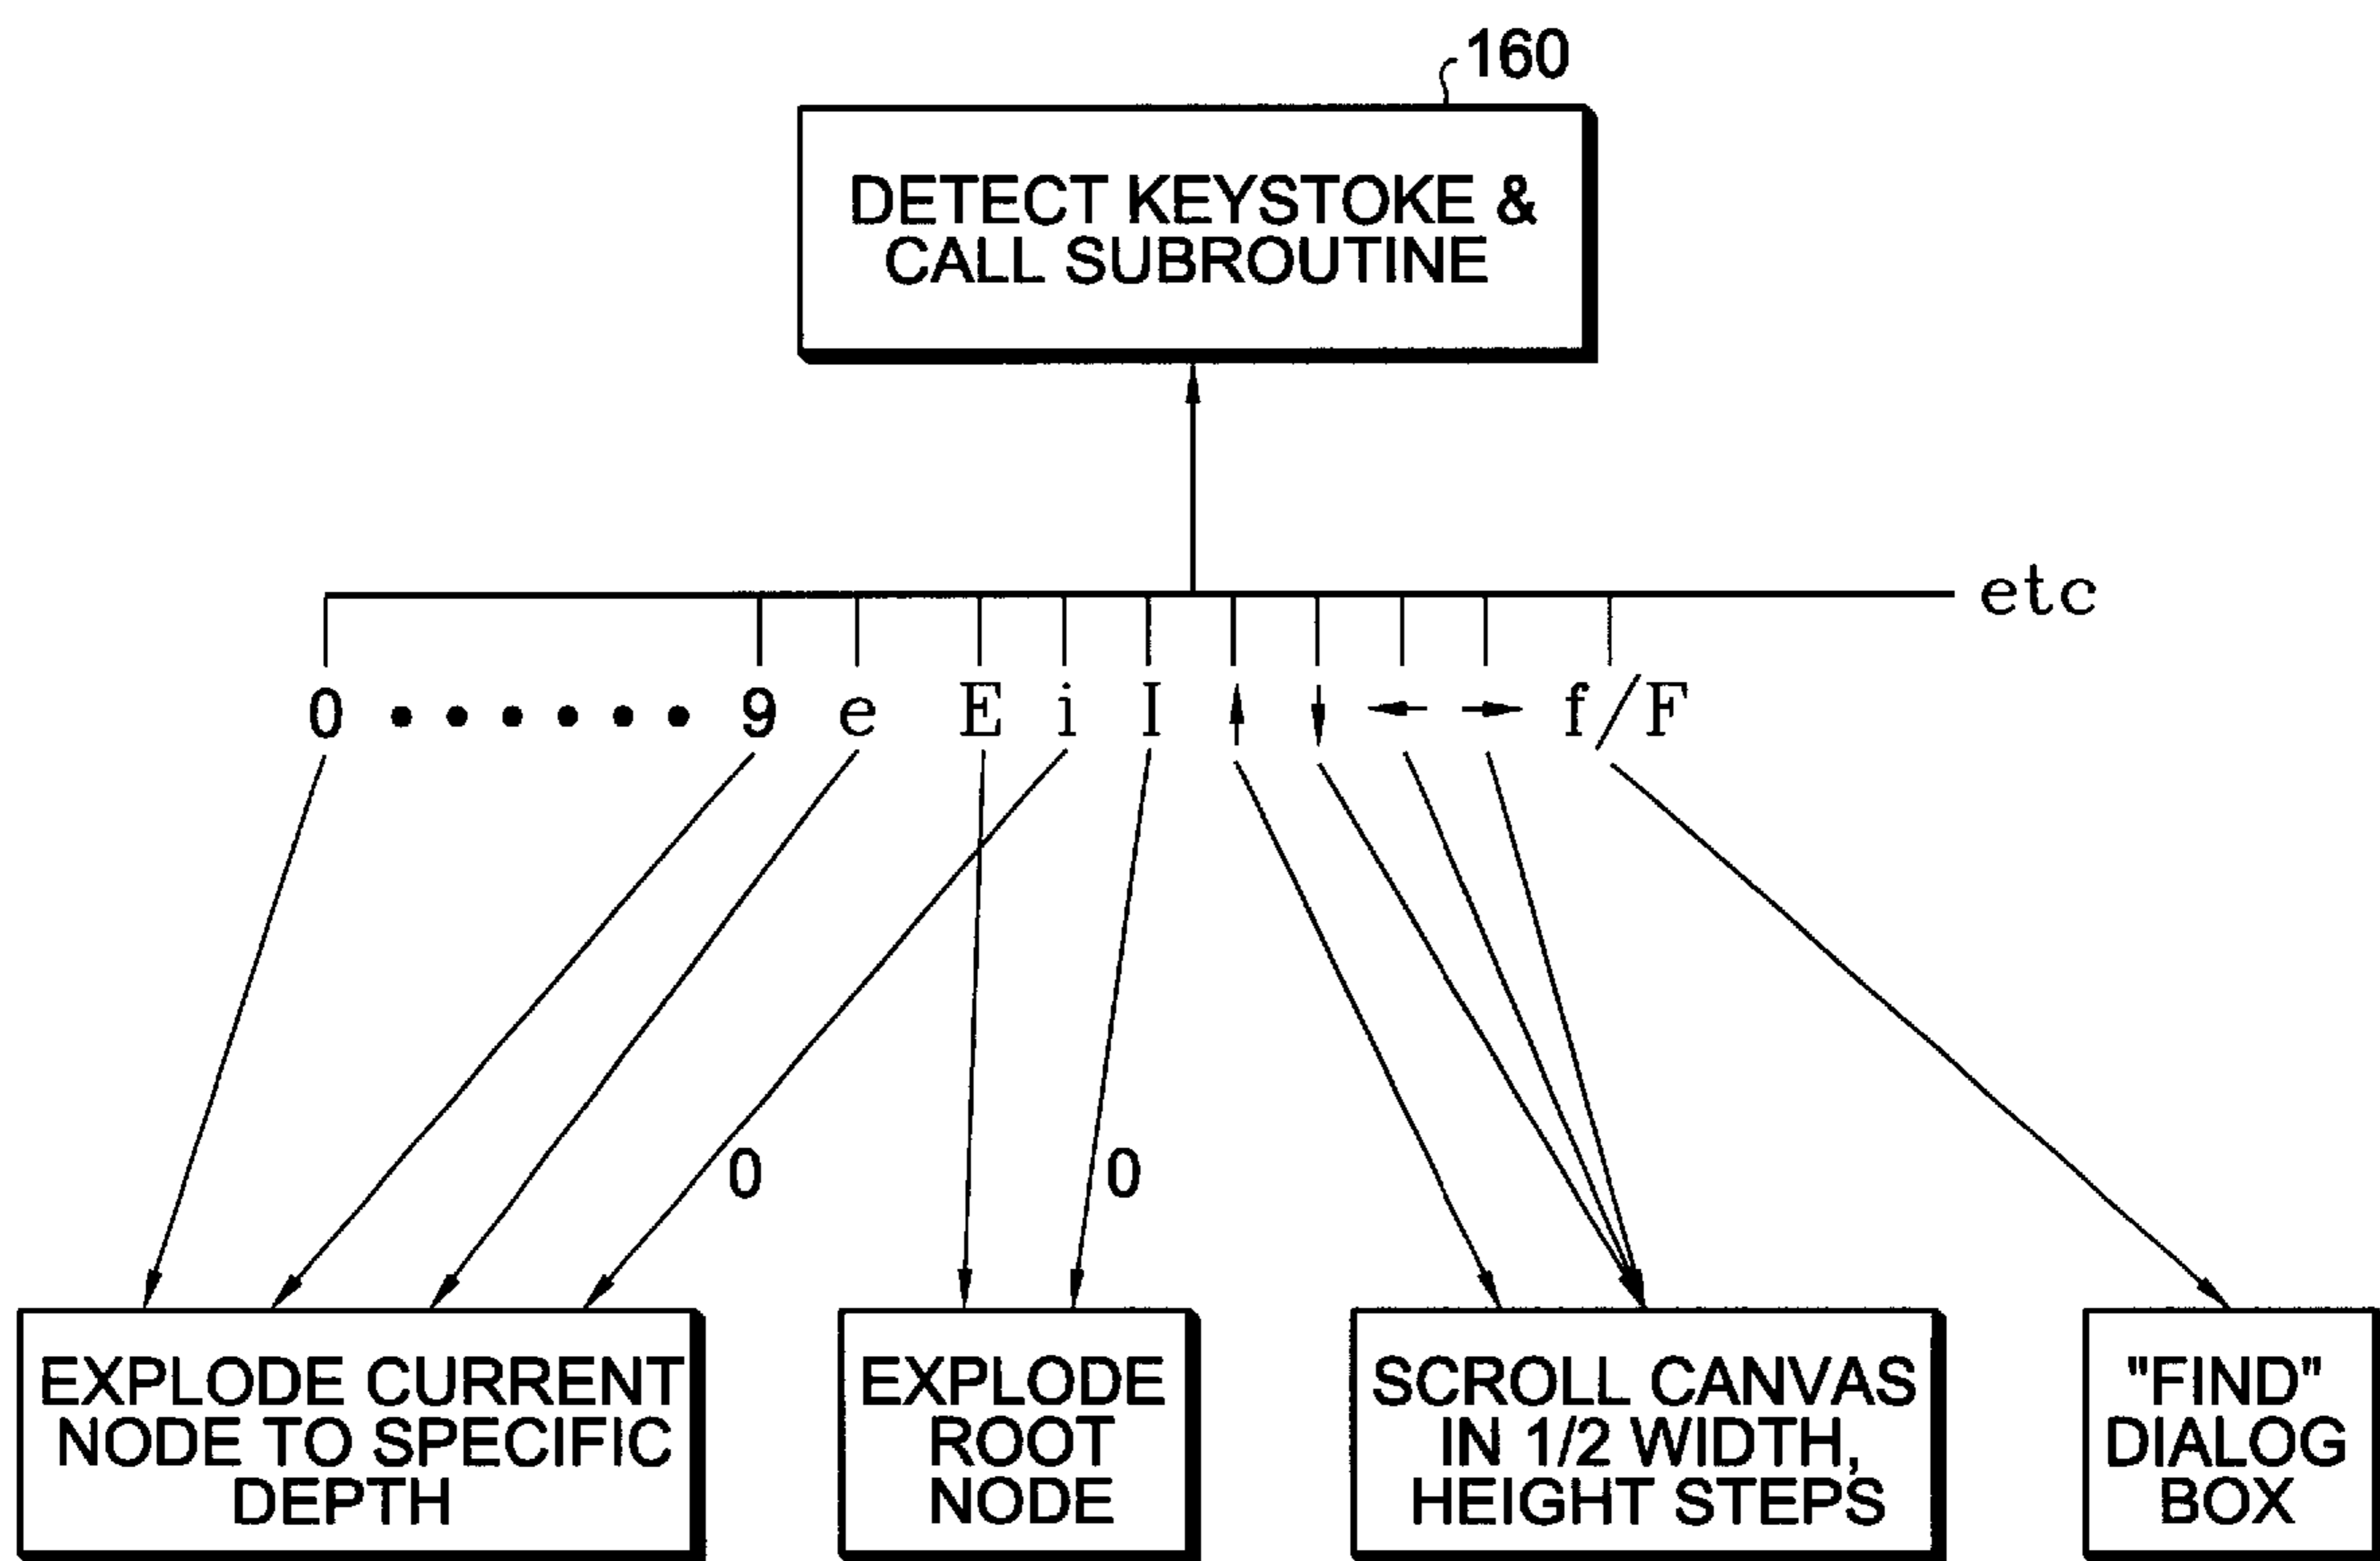 160
DETECT KEYSTOKE &
CALL SUBROUTINE
etc
0 • • • • • • 9 e E i I ↑ ↓ ← → f/F
0 0
EXPLODE CURRENT
NODE TO SPECIFIC
DEPTH
EXPLODE
ROOT
NODE
SCROLL CANVAS
IN 1/2 WIDTH,
HEIGHT STEPS
"FIND"
DIALOG
BOX